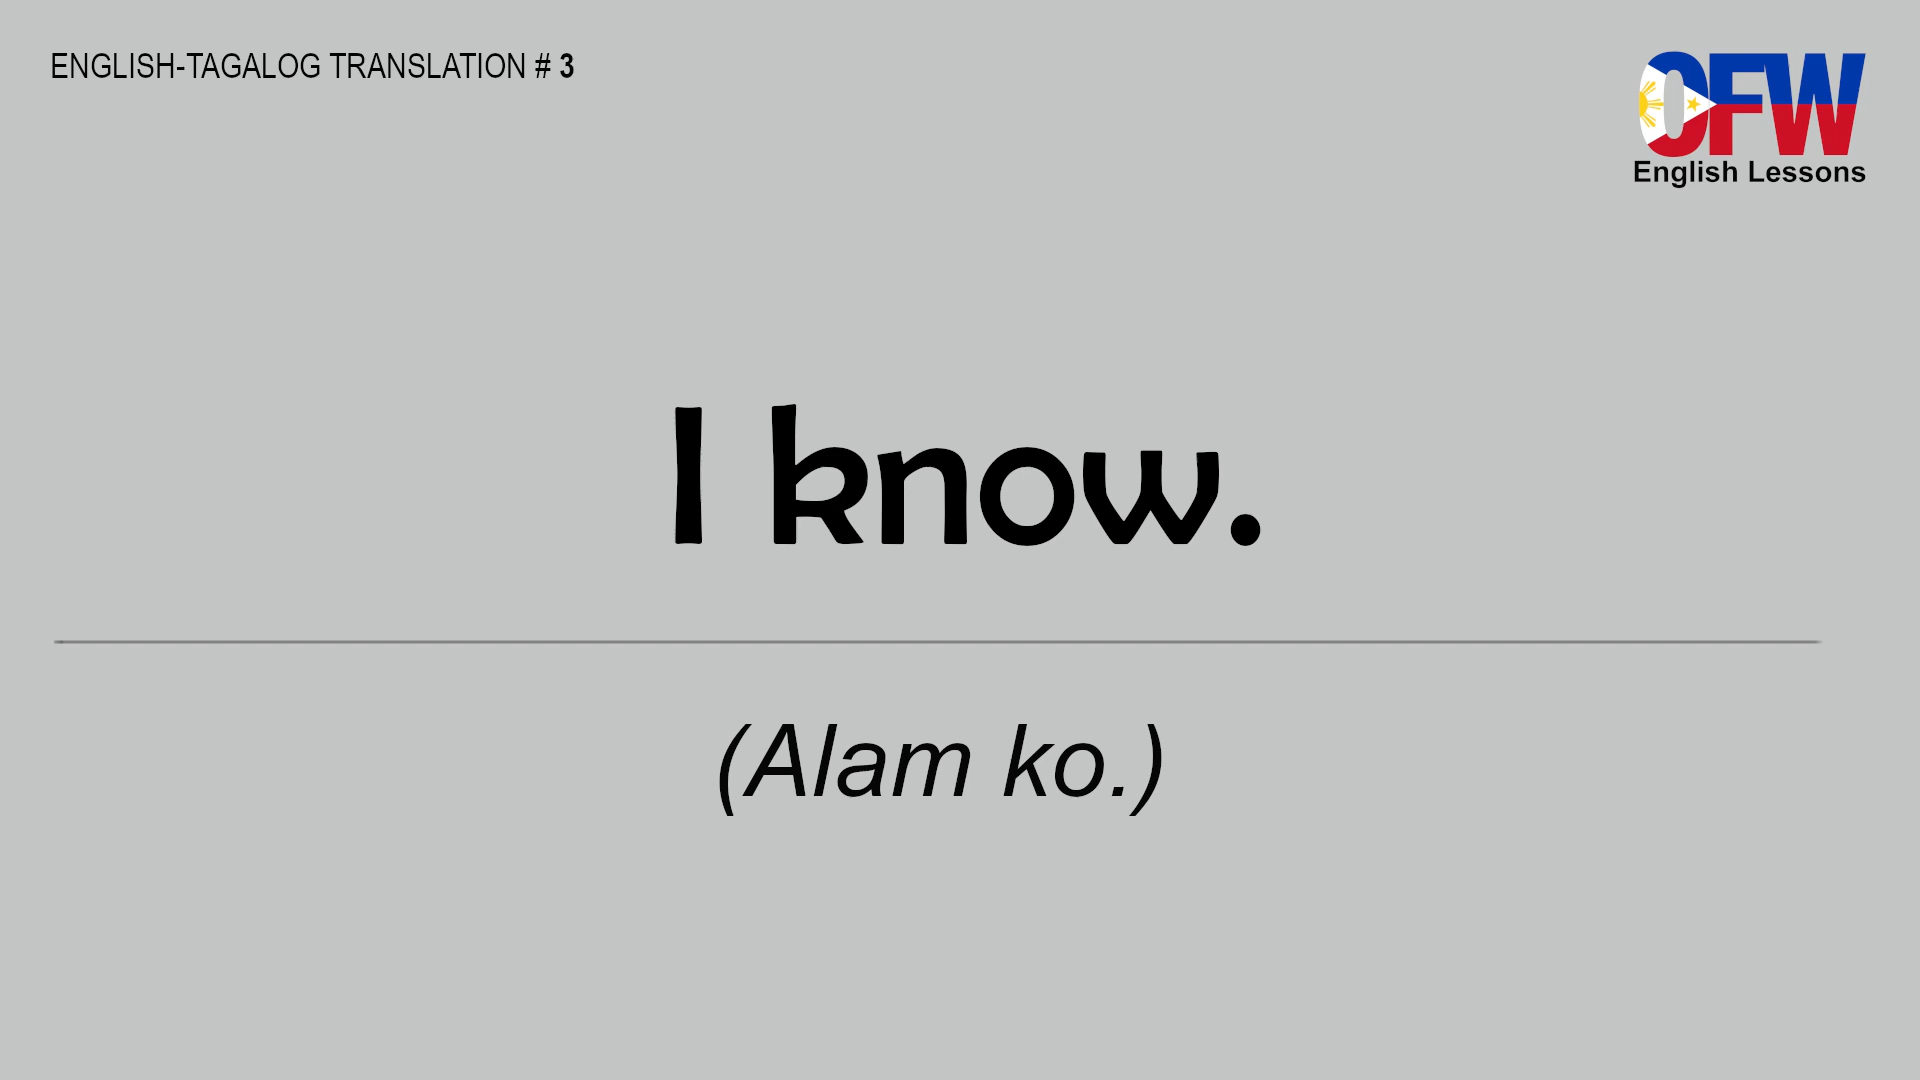 ENGLISH-TAGALOG TRANSLATION # 3
OFW
English Lessons
I know.
(Alam ko.)